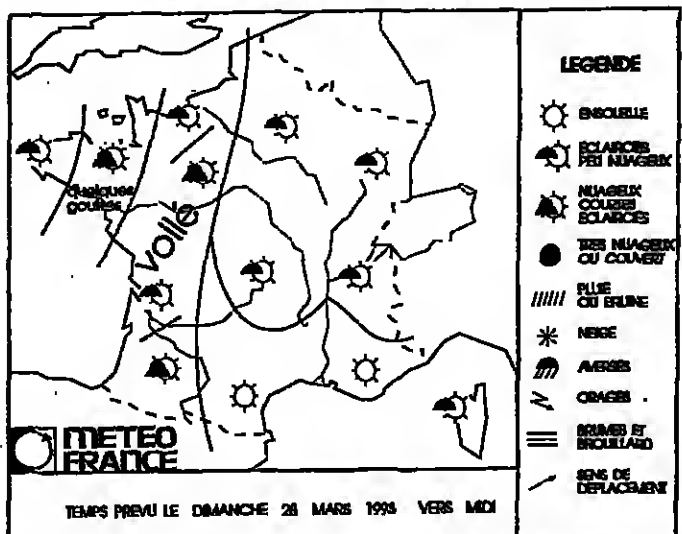 quelques
gouttes
voilé
METEO
FRANCE
TEMPS PREVU LE DIMANCHE 28 MARS 1993 VERS MIDI
LEGENDE
ENSOLEILLE
ECLAIRCIES
PEU NUAGEUX
NUAGEUX
COURTES
ECLAIRCIES
TRES NUAGEUX
OU COUVERT
PLUIE
OU BRUINE
NEIGE
AVERSES
ORAGES
BRUMES ET
BROUILLARD
SENS DE
DEPLACEMENT